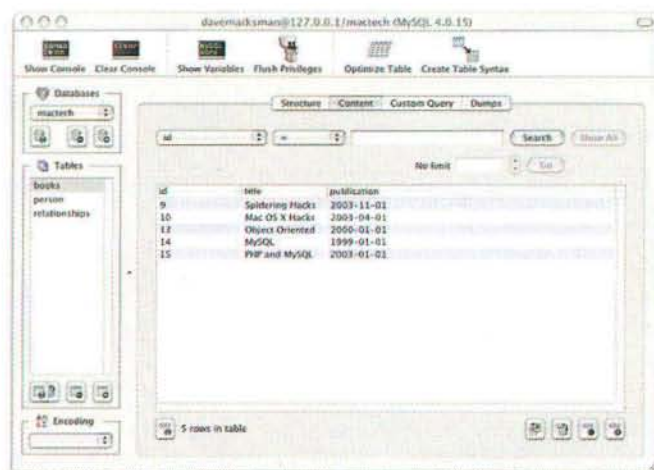 davemarksman@127.0.0.1/mactech (MySQL 4.0.15)
Show Console Clear Console Show Variables Flush Privileges Optimize Table Create Table Syntax
Databases
mactech
Structure Content Custom Query Dumps
id = Search Show All
No limit Go
Tables
books
person
relationships
id title publication
9 Spidering Hacks 2003-11-01
10 Mac OS X Hacks 2003-04-01
Object Oriented 2000-01-01
14 MySQL 1999-01-01
15 PHP and MySQL 2003-01-01
Encoding
5 rows in table